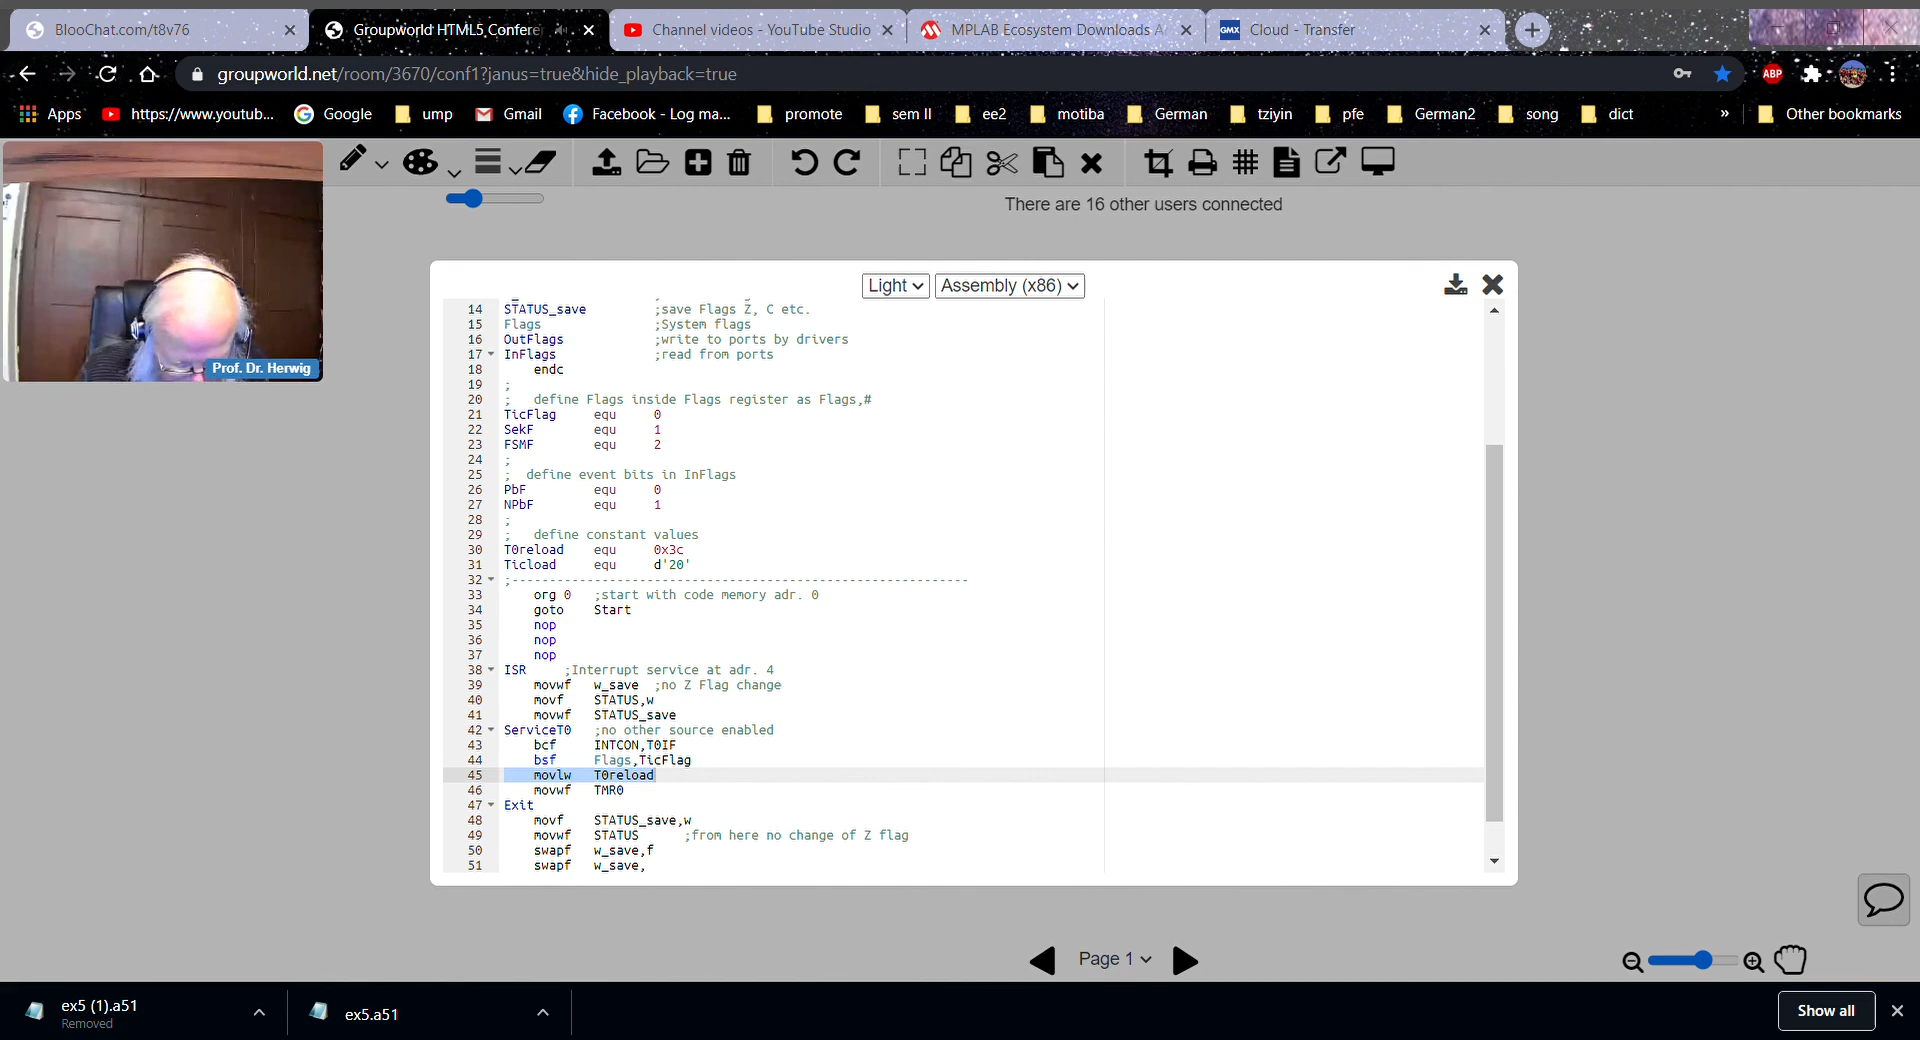 BlooChat.com/t8v76
Groupworld HTML5 Confere
Channel videos - YouTube Studio
MPLAB Ecosystem Downloads A
GMX Cloud - Transfer
groupworld.net/room/3670/conf1?janus=true&hide_playback=true
ABP
Apps https://www.youtub... Google ump Gmail Facebook - Log ma... promote sem II ee2 motiba German tziyin pfe German2 song dict » Other bookmarks
There are 16 other users connected
Prof. Dr. Herwig
Light Assembly (x86)
14 STATUS_save ;save Flags Z, C etc.
15 Flags ;System flags
16 OutFlags ;write to ports by drivers
17 InFlags ;read from ports
18 endc
19 ;
20 ; define Flags inside Flags register as Flags,#
21 TicFlag equ 0
22 SekF equ 1
23 FSMF equ 2
24 ;
25 ; define event bits in InFlags
26 PbF equ 0
27 NPbF equ 1
28 ;
29 ; define constant values
30 T0reload equ 0x3c
31 Ticload equ d'20'
32 ;-------------------------------------------------------------
33 org 0 ;start with code memory adr. 0
34 goto Start
35 nop
36 nop
37 nop
38 ISR ;Interrupt service at adr. 4
39 movwf w_save ;no Z Flag change
40 movf STATUS,w
41 movwf STATUS_save
42 ServiceT0 ;no other source enabled
43 bcf INTCON,T0IF
44 bsf Flags,TicFlag
45 movlw T0reload
46 movwf TMR0
47 Exit
48 movf STATUS_save,w
49 movwf STATUS ;from here no change of Z flag
50 swapf w_save,f
51 swapf w_save,
Page 1
ex5 (1).a51
Removed
ex5.a51
Show all